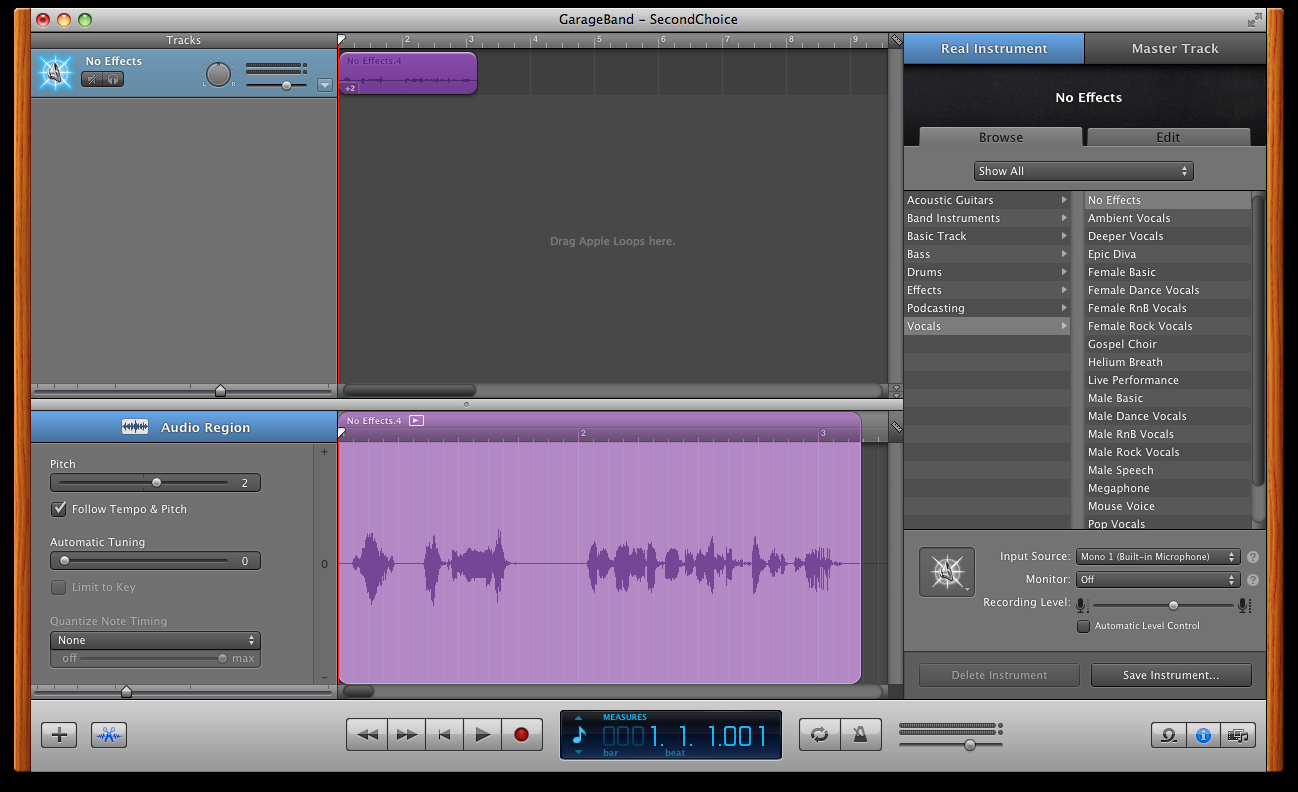 GarageBand – SecondChoice
Tracks
No Effects
L R
2 3 4 5 6 7 8 9
No Effects.4
+2
Drag Apple Loops here.
Real Instrument Master Track
No Effects
Browse Edit
Show All
Acoustic Guitars
Band Instruments
Basic Track
Bass
Drums
Effects
Podcasting
Vocals
No Effects
Ambient Vocals
Deeper Vocals
Epic Diva
Female Basic
Female Dance Vocals
Female RnB Vocals
Female Rock Vocals
Gospel Choir
Helium Breath
Live Performance
Male Basic
Male Dance Vocals
Male RnB Vocals
Male Rock Vocals
Male Speech
Megaphone
Mouse Voice
Pop Vocals
Audio Region
Pitch
2
Follow Tempo & Pitch
Automatic Tuning
0
Limit to Key
Quantize Note Timing
None
off max
+
0
-
No Effects.4
2 3
Input Source: Mono 1 (Built-in Microphone) ?
Monitor: Off ?
Recording Level:
Automatic Level Control
Delete Instrument Save Instrument...
MEASURES
0001. 1. 1.001
bar beat